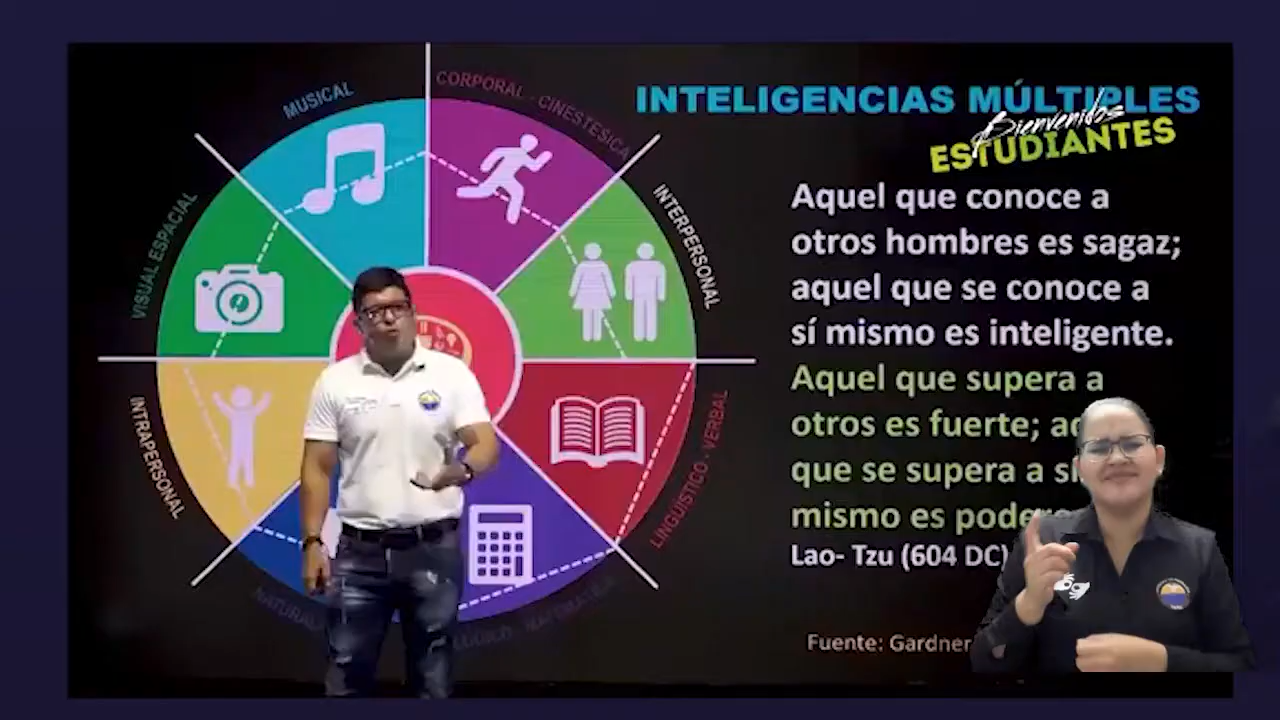 INTELIGENCIAS MÚLTIPLES
Bienvenidos
ESTUDIANTES
MUSICAL
CORPORAL - CINESTESICA
INTERPERSONAL
VISUAL ESPACIAL
INTRAPERSONAL
LINGÜISTICO - VERBAL
Aquel que conoce a
otros hombres es sagaz;
aquel que se conoce a
sí mismo es inteligente.
Aquel que supera a
otros es fuerte;
que se supera a
mismo es
Lao- Tzu (604 DC)
Fuente: Gardner